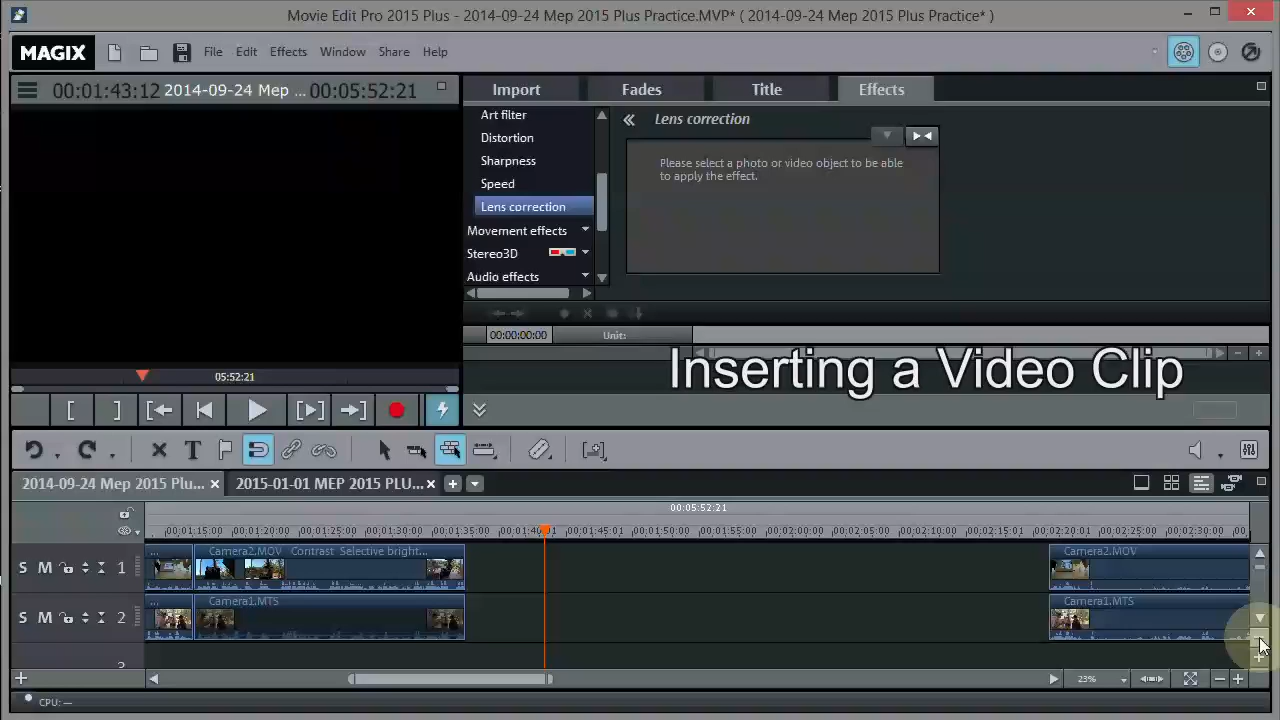 Movie Edit Pro 2015 Plus - 2014-09-24 Mep 2015 Plus Practice.MVP* ( 2014-09-24 Mep 2015 Plus Practice* )
MAGIX
File Edit Effects Window Share Help
00:01:43:12 2014-09-24 Mep ... 00:05:52:21
Import Fades Title Effects
Art filter
Distortion
Sharpness
Speed
Lens correction
Movement effects
Stereo3D
Audio effects
Lens correction
Please select a photo or video object to be able
to apply the effect.
00:00:00:00 Unit:
Inserting a Video Clip
05:52:21
2014-09-24 Mep 2015 Plu... 2015-01-01 MEP 2015 PLU...
00:05:52:21
00:01:15:00 00:01:20:00 00:01:25:00 00:01:30:00 00:01:35:00 00:01:45:00 00:01:50:00 00:01:55:00 00:02:00:00 00:02:05:00 00:02:10:00 00:02:15:00 00:02:20:00 00:02:25:00 00:02:30:00
S M 1 ... Camera2.MOV Contrast Selective bright... Camera2.MOV
S M 2 ... Camera1.MTS Camera1.MTS
3
23%
CPU: —